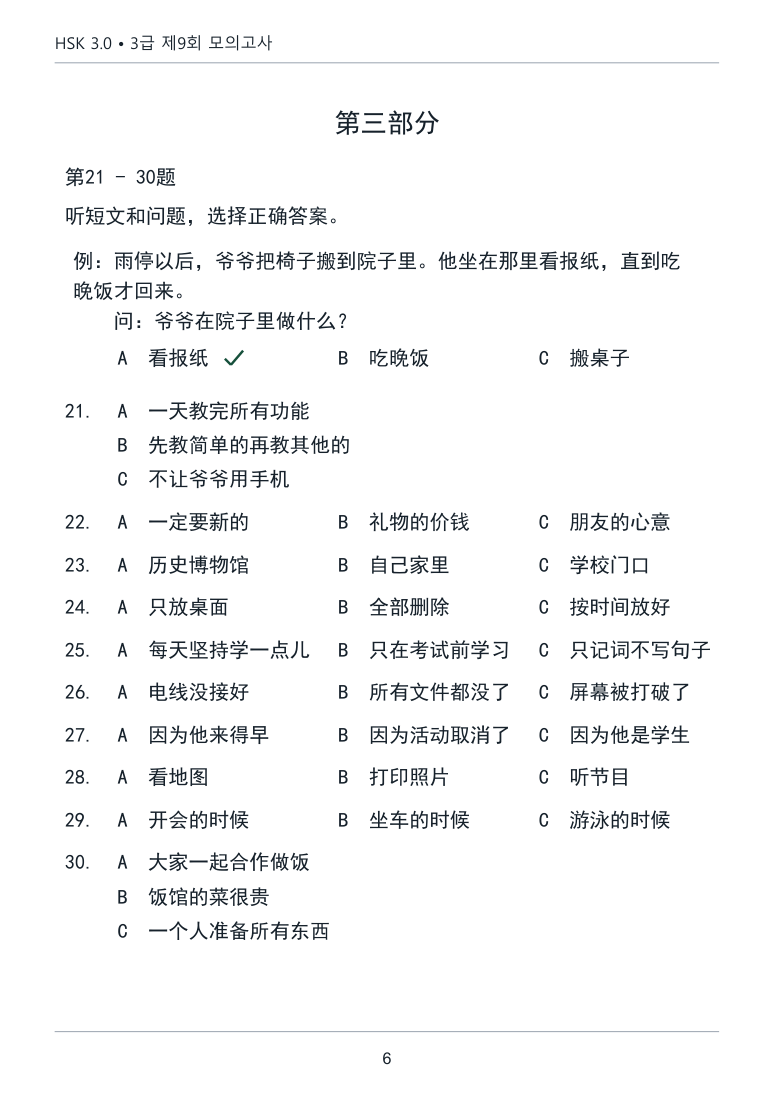 HSK 3.0 • 3급 제9회 모의고사
第三部分
第21 - 30题
听短文和问题，选择正确答案。
例：雨停以后，爷爷把椅子搬到院子里。他坐在那里看报纸，直到吃
晚饭才回来。
问：爷爷在院子里做什么？
A 看报纸 ✓ B 吃晚饭 C 搬桌子
21. A 一天教完所有功能
B 先教简单的再教其他的
C 不让爷爷用手机
22. A 一定要新的 B 礼物的价钱 C 朋友的心意
23. A 历史博物馆 B 自己家里 C 学校门口
24. A 只放桌面 B 全部删除 C 按时间放好
25. A 每天坚持学一点儿 B 只在考试前学习 C 只记词不写句子
26. A 电线没接好 B 所有文件都没了 C 屏幕被打破了
27. A 因为他来得早 B 因为活动取消了 C 因为他是学生
28. A 看地图 B 打印照片 C 听节目
29. A 开会的时候 B 坐车的时候 C 游泳的时候
30. A 大家一起合作做饭
B 饭馆的菜很贵
C 一个人准备所有东西
6